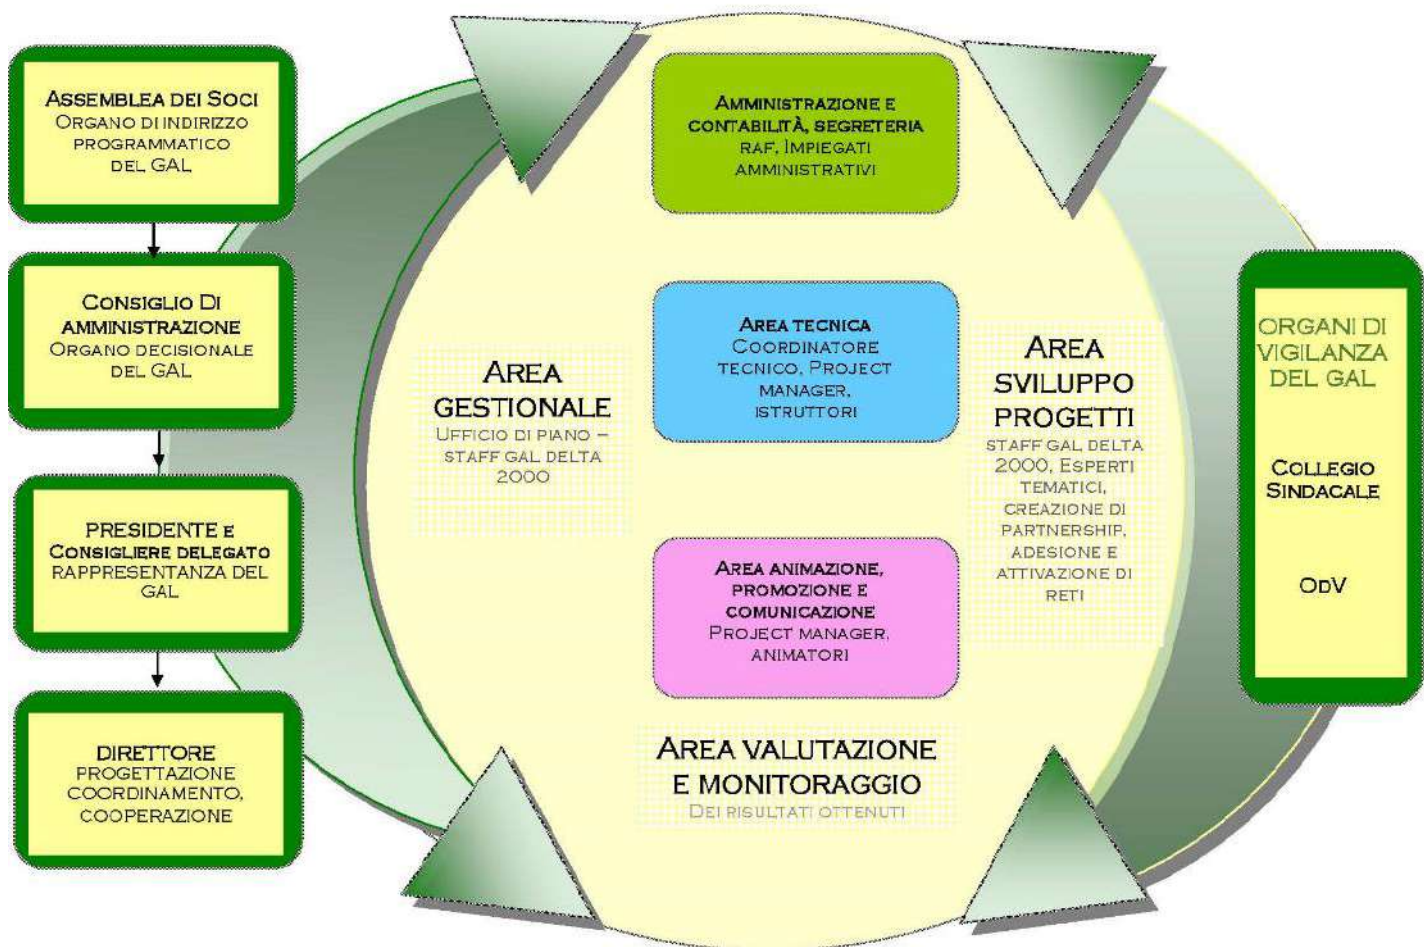 ASSEMBLEA DEI SOCI
ORGANO DI INDIRIZZO
PROGRAMMATICO
DEL GAL
CONSIGLIO DI
AMMINISTRAZIONE
ORGANO DECISIONALE
DEL GAL
PRESIDENTE E
CONSIGLIERE DELEGATO
RAPPRESENTANZA DEL
GAL
DIRETTORE
PROGETTAZIONE
COORDINAMENTO,
COOPERAZIONE
AREA
GESTIONALE
UFFICIO DI PIANO –
STAFF GAL DELTA
2000
AMMINISTRAZIONE E
CONTABILITÀ, SEGRETERIA
RAF, IMPIEGATI
AMMINISTRATIVI
AREA TECNICA
COORDINATORE
TECNICO, PROJECT
MANAGER,
ISTRUTTORI
AREA ANIMAZIONE,
PROMOZIONE E
COMUNICAZIONE
PROJECT MANAGER,
ANIMATORI
AREA VALUTAZIONE
E MONITORAGGIO
DEI RISULTATI OTTENUTI
AREA
SVILUPPO
PROGETTI
STAFF GAL DELTA
2000, ESPERTI
TEMATICI,
CREAZIONE DI
PARTNERSHIP,
ADESIONE E
ATTIVAZIONE DI
RETI
ORGANI DI
VIGILANZA
DEL GAL
COLLEGIO
SINDACALE
ODV